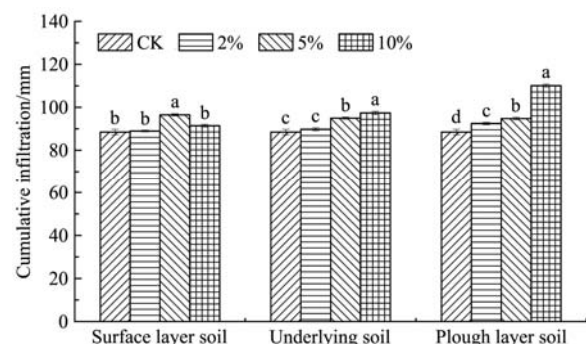 140
120
100
80
60
40
20
0
Cumulative infiltration/mm
CK 2% 5% 10%
b b a b
c c b a
d c b a
Surface layer soil Underlying soil Plough layer soil